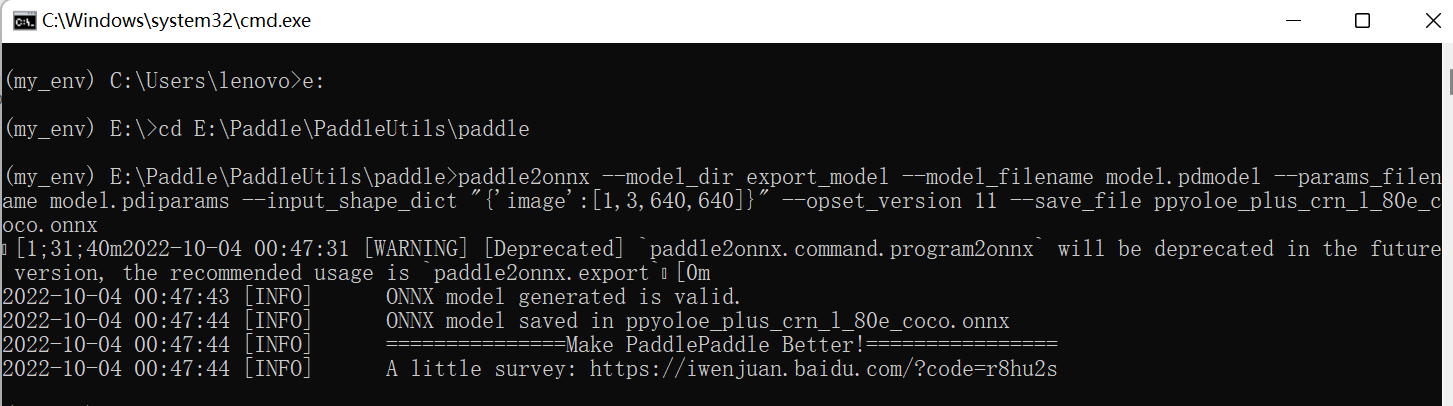 C:\Windows\system32\cmd.exe
(my_env) C:\Users\lenovo>e:
(my_env) E:\>cd E:\Paddle\PaddleUtils\paddle
(my_env) E:\Paddle\PaddleUtils\paddle>paddle2onnx --model_dir export_model --model_filename model.pdmodel --params_filen
ame model.pdiparams --input_shape_dict "{'image':[1,3,640,640]}" --opset_version 11 --save_file ppyoloe_plus_crn_l_80e_c
oco.onnx
[1;31;40m2022-10-04 00:47:31 [WARNING] [Deprecated] `paddle2onnx.command.program2onnx` will be deprecated in the future
version, the recommended usage is `paddle2onnx.export` [0m
2022-10-04 00:47:43 [INFO] ONNX model generated is valid.
2022-10-04 00:47:44 [INFO] ONNX model saved in ppyoloe_plus_crn_l_80e_coco.onnx
2022-10-04 00:47:44 [INFO] ===============Make PaddlePaddle Better!================
2022-10-04 00:47:44 [INFO] A little survey: https://iwenjuan.baidu.com/?code=r8hu2s